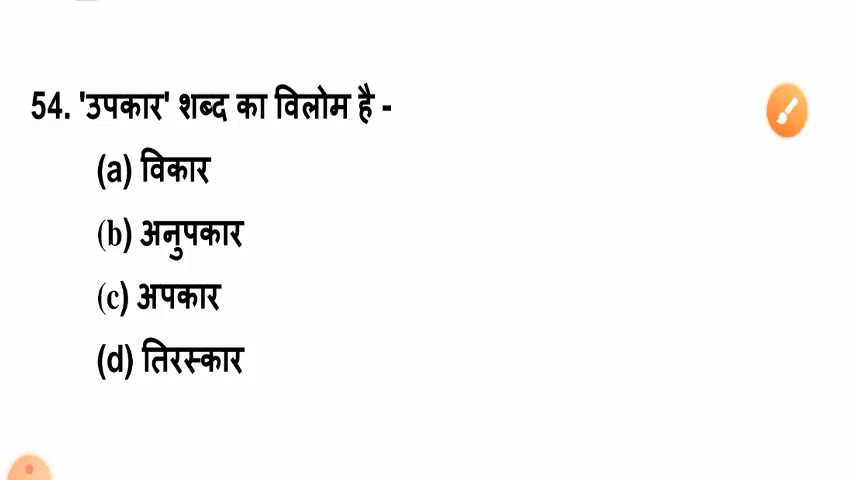 54. 'उपकार' शब्द का विलोम है -
(a) विकार
(b) अनुपकार
(c) अपकार
(d) तिरस्कार